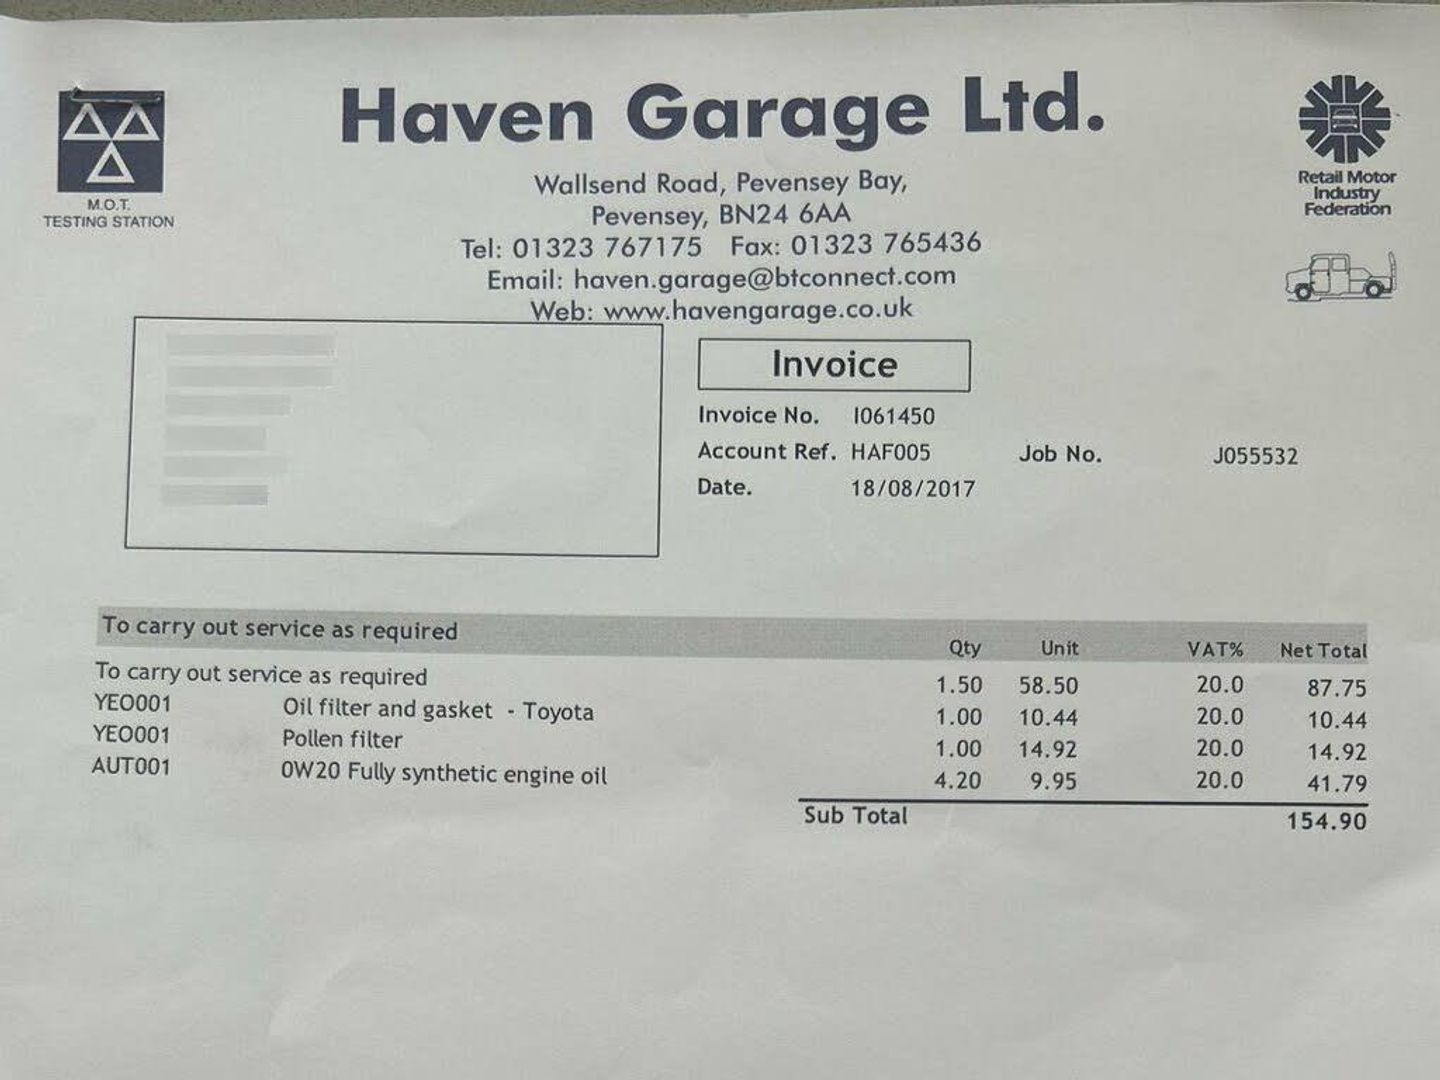 Haven Garage Ltd.
M.O.T.
TESTING STATION
Retail Motor
Industry
Federation
Wallsend Road, Pevensey Bay,
Pevensey, BN24 6AA
Tel: 01323 767175 Fax: 01323 765436
Email: haven.garage@btconnect.com
Web: www.havengarage.co.uk
Invoice
Invoice No. I061450
Account Ref. HAF005 Job No. J055532
Date. 18/08/2017
To carry out service as required Qty Unit VAT% Net Total
To carry out service as required 1.50 58.50 20.0 87.75
YEO001 Oil filter and gasket - Toyota 1.00 10.44 20.0 10.44
YEO001 Pollen filter 1.00 14.92 20.0 14.92
AUT001 0W20 Fully synthetic engine oil 4.20 9.95 20.0 41.79
Sub Total 154.90